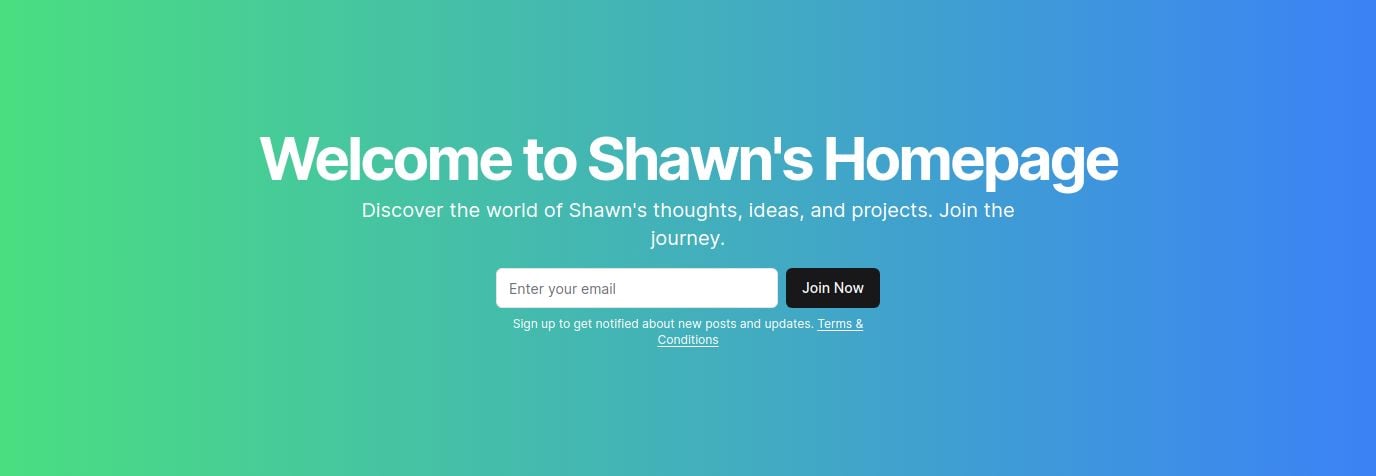 Welcome to Shawn's Homepage
Discover the world of Shawn's thoughts, ideas, and projects. Join the
journey.
Enter your email
Join Now
Sign up to get notified about new posts and updates. Terms &
Conditions